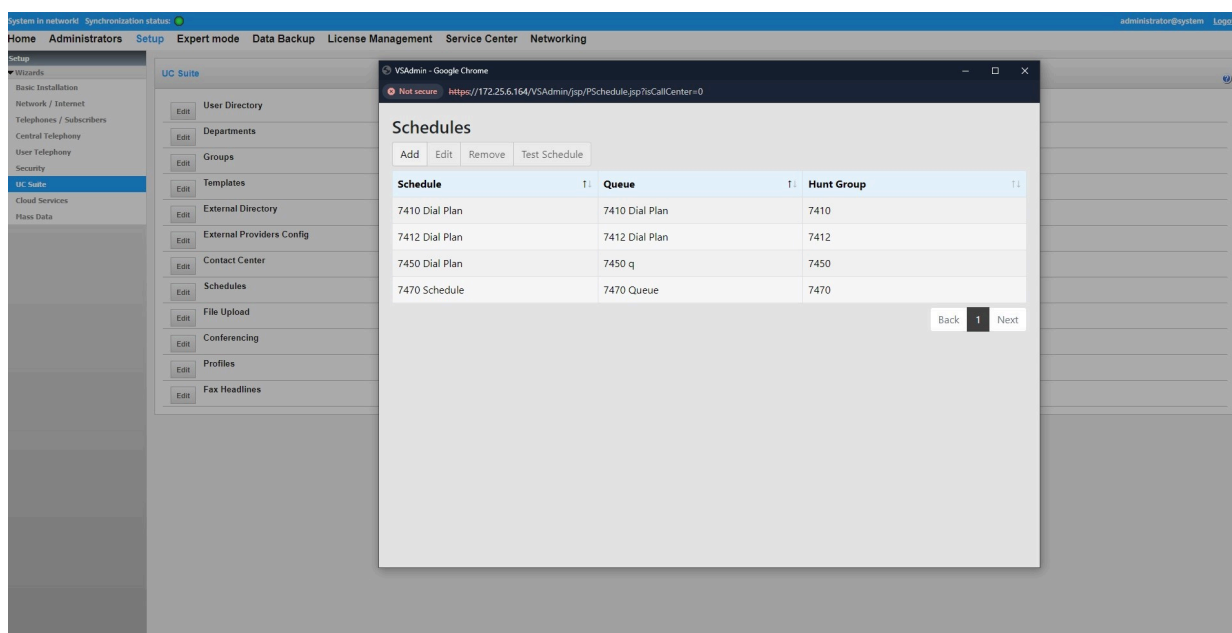 System in network! Synchronization status:
administrator@system Logo
Home Administrators Setup Expert mode Data Backup License Management Service Center Networking
Setup
Wizards
Basic Installation
Network / Internet
Telephones / Subscribers
Central Telephony
User Telephony
Security
UC Suite
Cloud Services
Mass Data
UC Suite
Edit User Directory
Edit Departments
Edit Groups
Edit Templates
Edit External Directory
Edit External Providers Config
Edit Contact Center
Edit Schedules
Edit File Upload
Edit Conferencing
Edit Profiles
Edit Fax Headlines
VSAdmin - Google Chrome
Not secure https://172.25.6.164/VSAdmin/jsp/PSchedule.jsp?isCallCenter=0
Schedules
Add Edit Remove Test Schedule
Schedule Queue Hunt Group
7410 Dial Plan 7410 Dial Plan 7410
7412 Dial Plan 7412 Dial Plan 7412
7450 Dial Plan 7450 q 7450
7470 Schedule 7470 Queue 7470
Back 1 Next